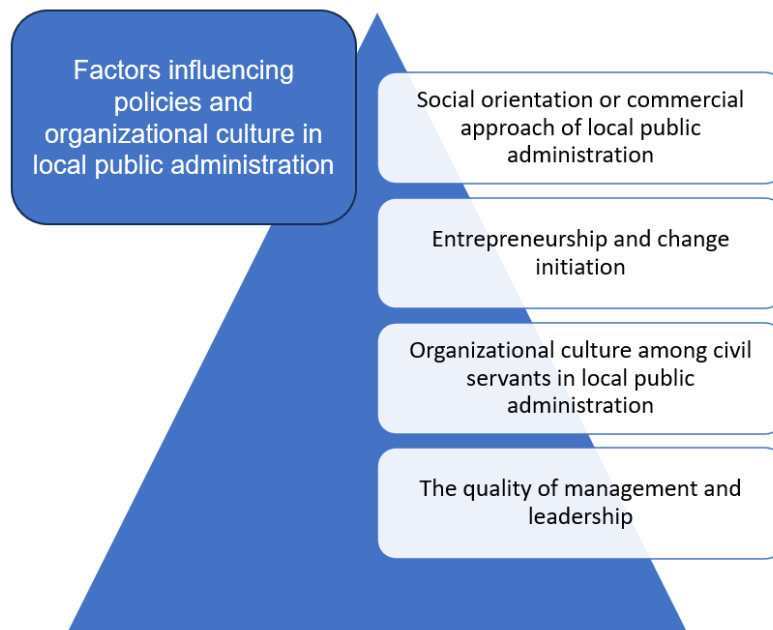 Factors influencing
policies and
organizational culture in
local public administration
Social orientation or commercial
approach of local public
administration
Entrepreneurship and change
initiation
Organizational culture among civil
servants in local public
administration
The quality of management and
leadership